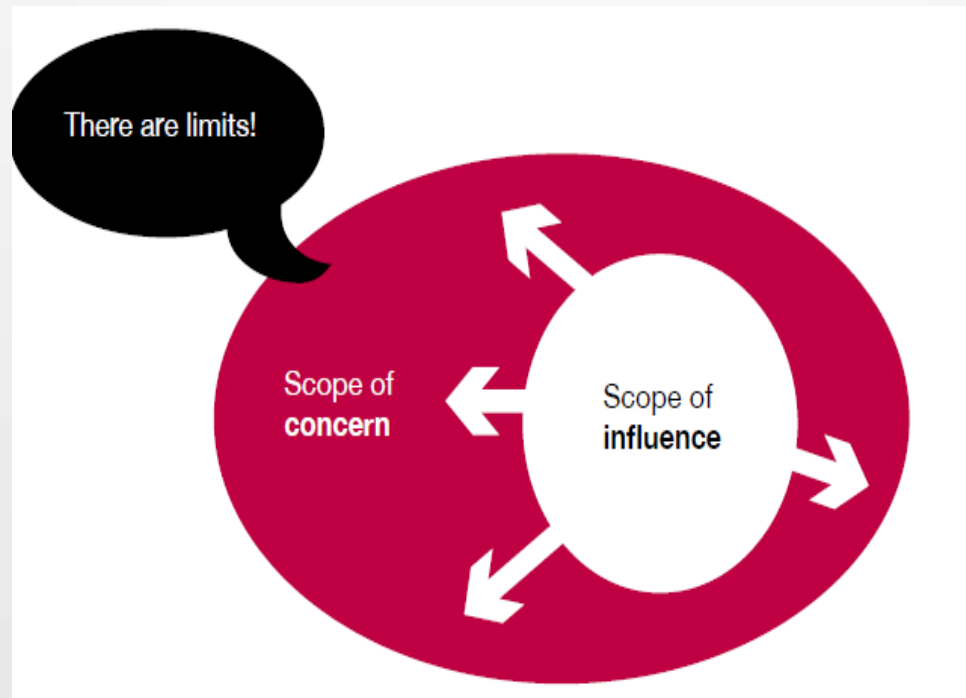 There are limits!
Scope of
concern
Scope of
influence